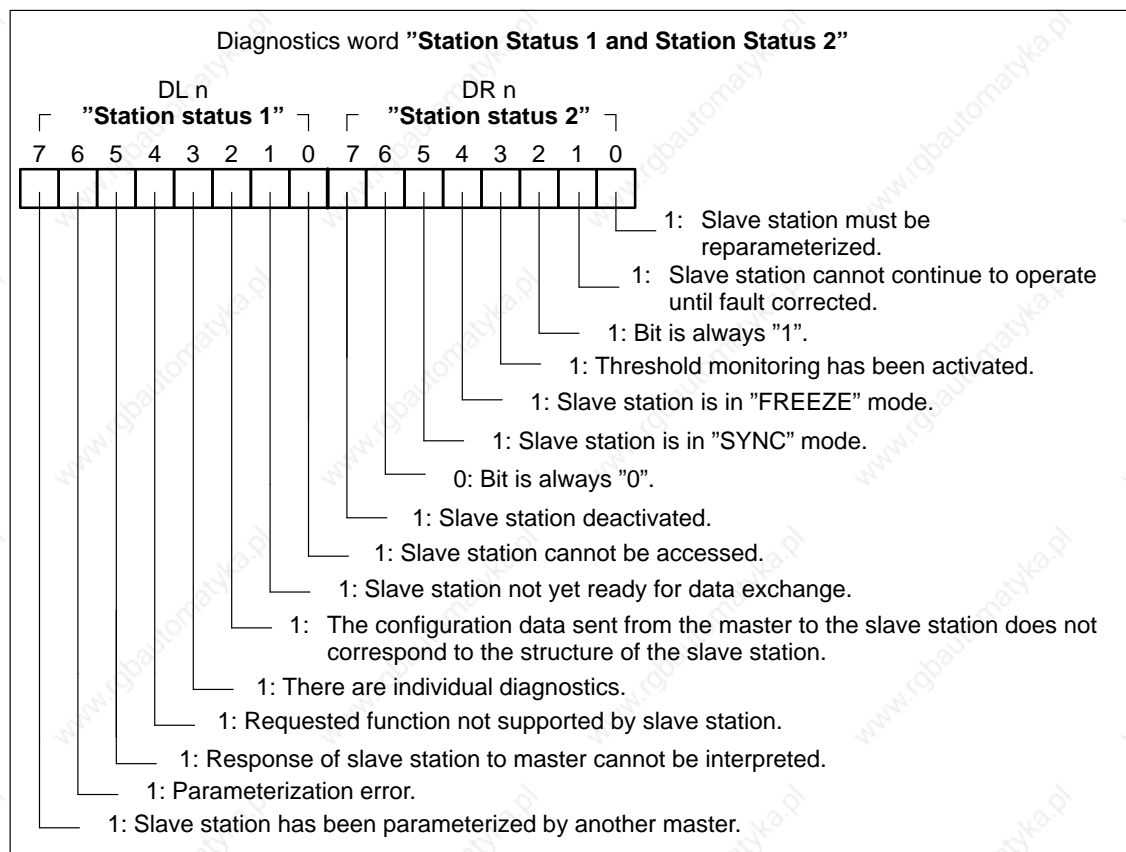 Diagnostics word ”Station Status 1 and Station Status 2”
DL n DR n
”Station status 1” ”Station status 2”
7 6 5 4 3 2 1 0 7 6 5 4 3 2 1 0
1: Slave station must be
reparameterized.
1: Slave station cannot continue to operate
until fault corrected.
1: Bit is always ”1”.
1: Threshold monitoring has been activated.
1: Slave station is in ”FREEZE” mode.
1: Slave station is in ”SYNC” mode.
0: Bit is always ”0”.
1: Slave station deactivated.
1: Slave station cannot be accessed.
1: Slave station not yet ready for data exchange.
1: The configuration data sent from the master to the slave station does not
correspond to the structure of the slave station.
1: There are individual diagnostics.
1: Requested function not supported by slave station.
1: Response of slave station to master cannot be interpreted.
1: Parameterization error.
1: Slave station has been parameterized by another master.
www.rgbautomatyka.pl